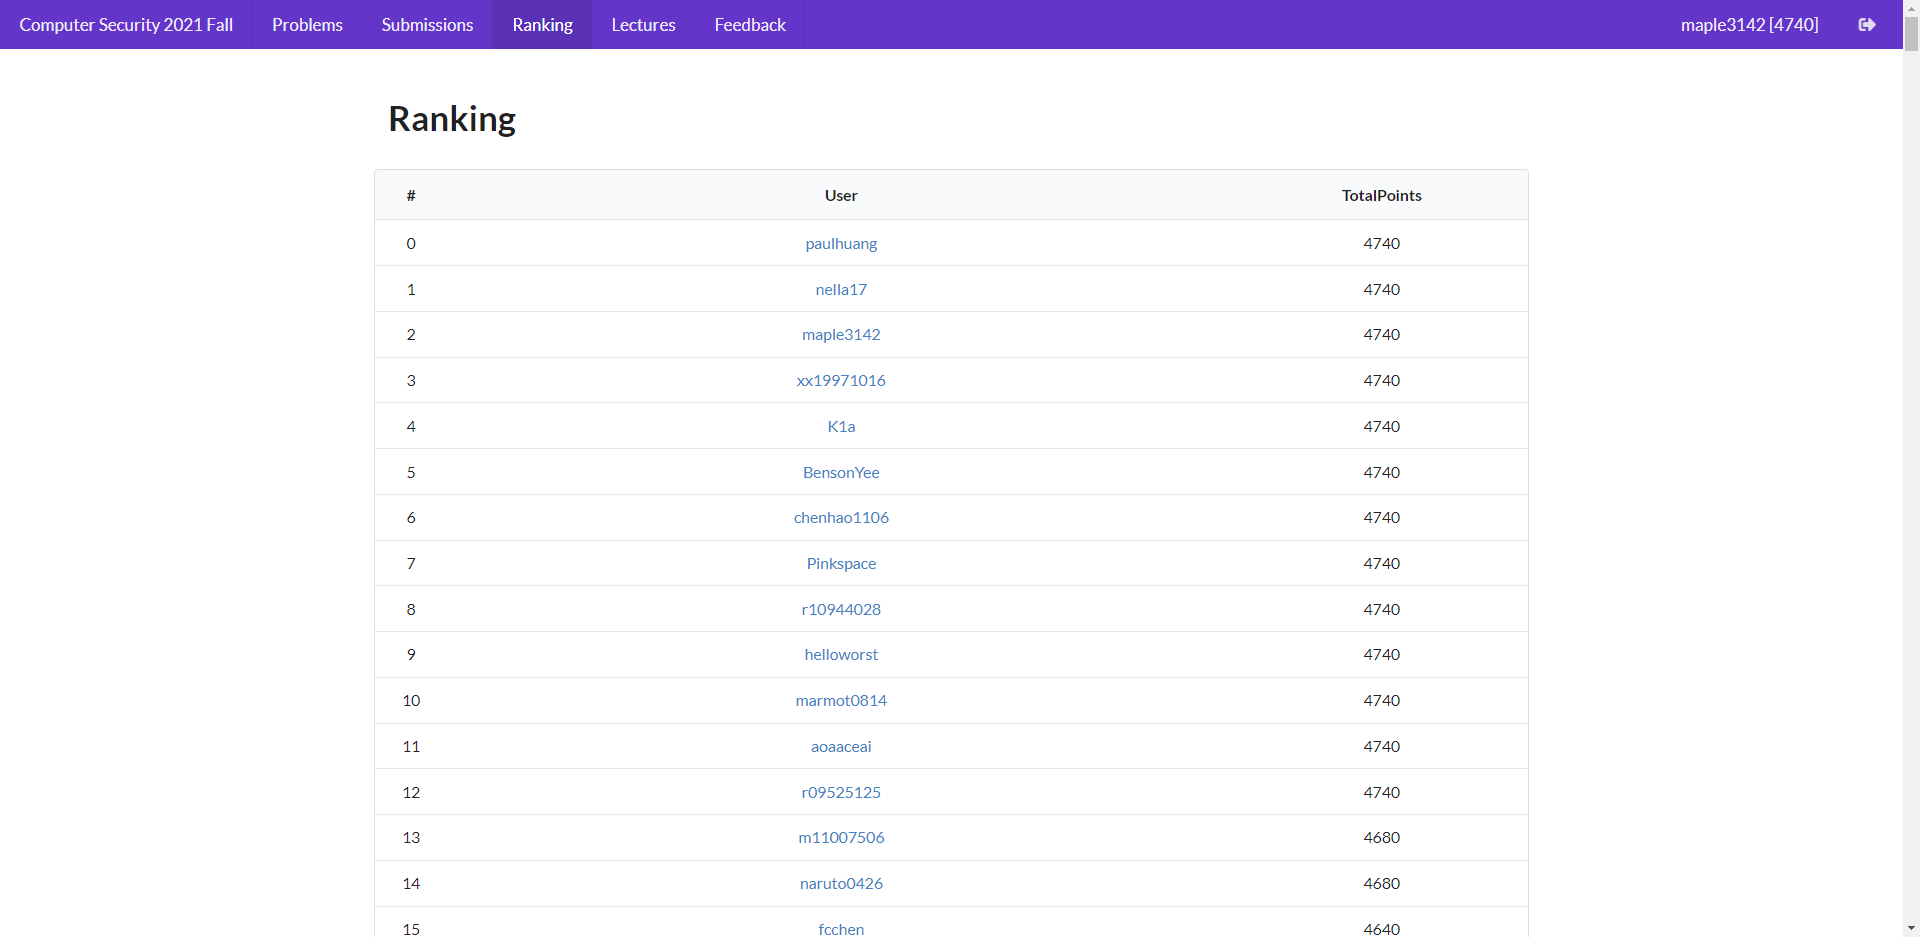 Computer Security 2021 Fall Problems Submissions Ranking Lectures Feedback maple3142 [4740]
Ranking
# User TotalPoints
0 paulhuang 4740
1 nella17 4740
2 maple3142 4740
3 xx19971016 4740
4 K1a 4740
5 BensonYee 4740
6 chenhao1106 4740
7 Pinkspace 4740
8 r10944028 4740
9 helloworst 4740
10 marmot0814 4740
11 aoaaceai 4740
12 r09525125 4740
13 m11007506 4680
14 naruto0426 4680
15 fcchen 4640